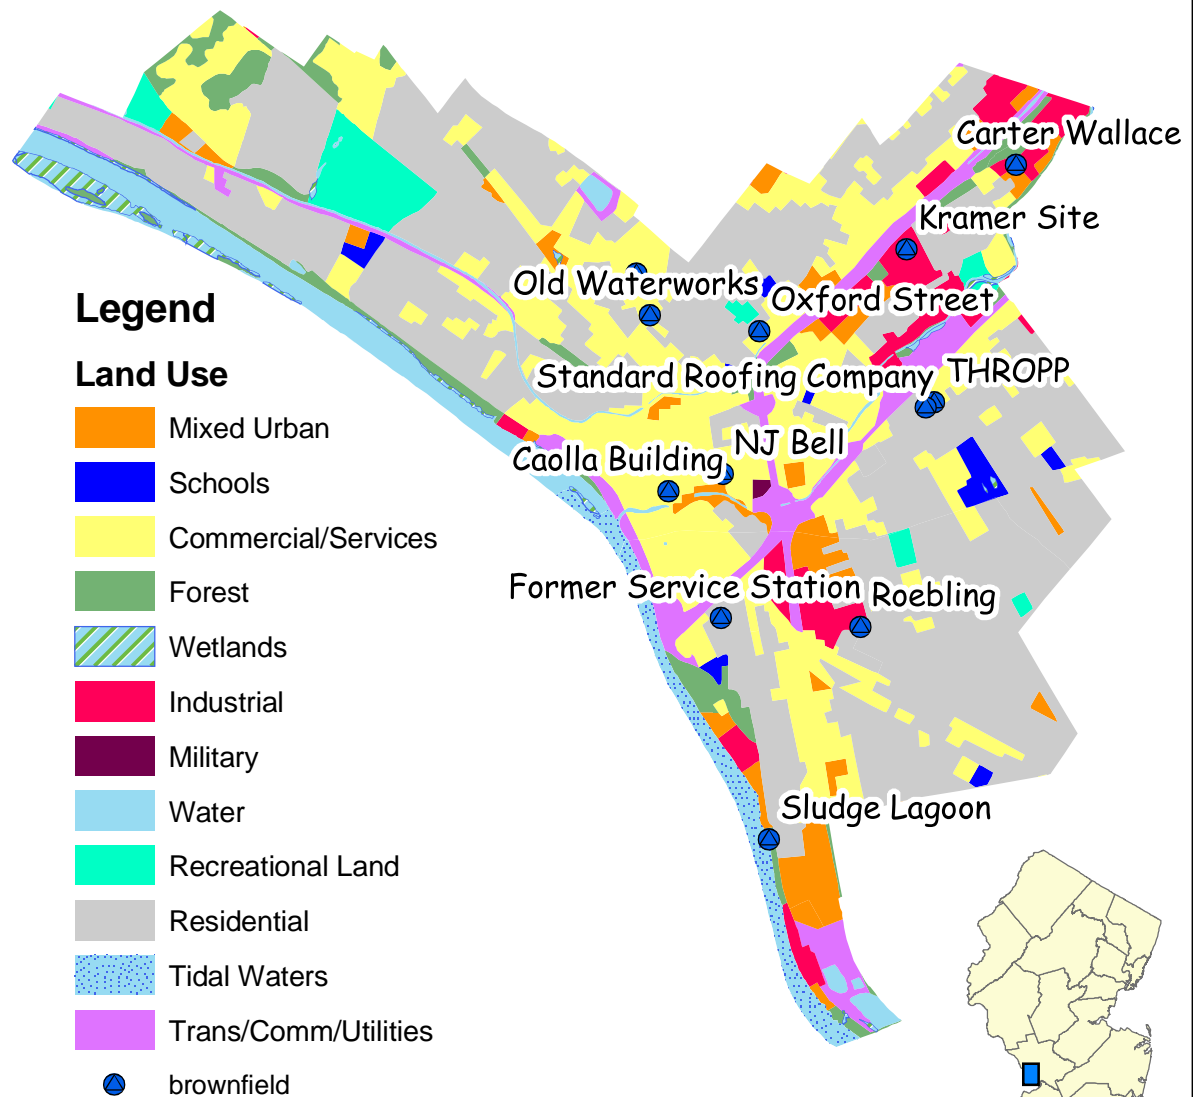 Carter Wallace
Kramer Site
Old Waterworks
Oxford Street
Standard Roofing Company
THROPP
NJ Bell
Caolla Building
Former Service Station
Roebling
Sludge Lagoon
Legend
Land Use
Mixed Urban
Schools
Commercial/Services
Forest
Wetlands
Industrial
Military
Water
Recreational Land
Residential
Tidal Waters
Trans/Comm/Utilities
brownfield